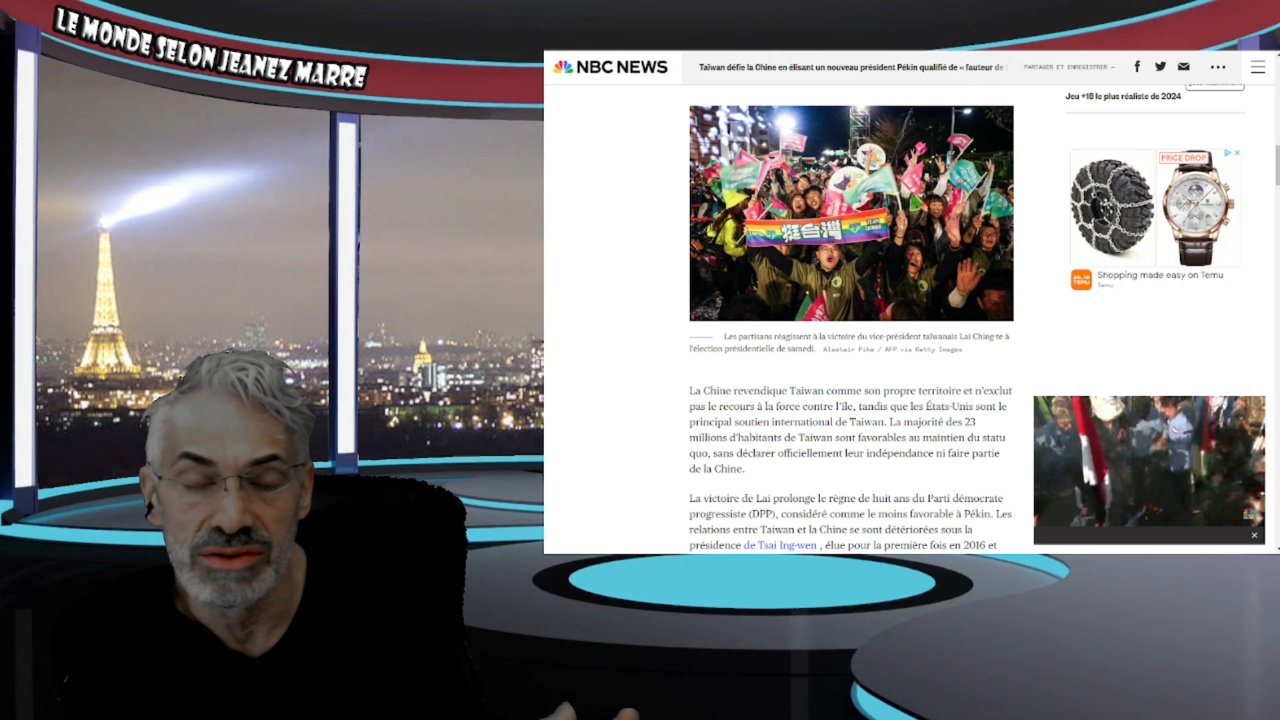 LE MONDE SELON JEANEZ MARRE
NBC NEWS
Taïwan défie la Chine en élisant un nouveau président Pékin qualifié de « fauteur de
PARTAGER ET ENREGISTRER —
Jeu +18 le plus réaliste de 2024
PRICE DROP
挺台灣
TEAM TAIWAN
TEMU
Shopping made easy on Temu
Temu
Les partisans réagissent à la victoire du vice-président taïwanais Lai Ching-te à
l'élection présidentielle de samedi. Alastair Pike / AFP via Getty Images
La Chine revendique Taiwan comme son propre territoire et n'exclut
pas le recours à la force contre l'île, tandis que les États-Unis sont le
principal soutien international de Taiwan. La majorité des 23
millions d'habitants de Taiwan sont favorables au maintien du statu
quo, sans déclarer officiellement leur indépendance ni faire partie
de la Chine.
La victoire de Lai prolonge le règne de huit ans du Parti démocrate
progressiste (DPP), considéré comme le moins favorable à Pékin. Les
relations entre Taiwan et la Chine se sont détériorées sous la
présidence de Tsai Ing-wen , élue pour la première fois en 2016 et